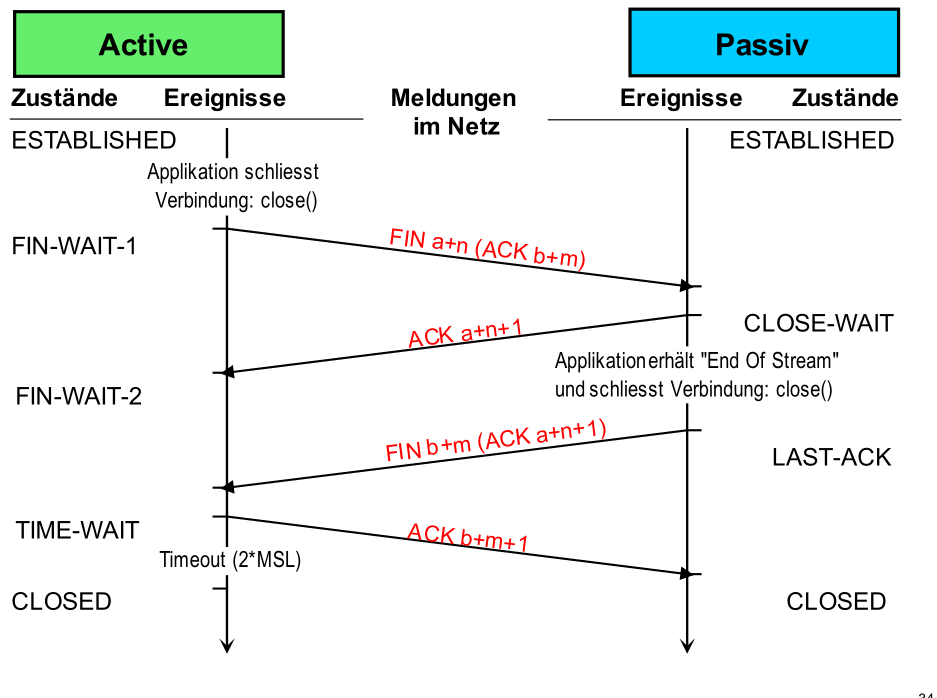 Active
Passiv
Zustände
Ereignisse
Meldungen
im Netz
Ereignisse
Zustände
ESTABLISHED
ESTABLISHED
Applikation schliesst
Verbindung: close()
FIN-WAIT-1
FIN a+n (ACK b+m)
ACK a+n+1
CLOSE-WAIT
Applikation erhält "End Of Stream"
und schliesst Verbindung: close()
FIN-WAIT-2
FIN b+m (ACK a+n+1)
LAST-ACK
TIME-WAIT
ACK b+m+1
Timeout (2*MSL)
CLOSED
CLOSED